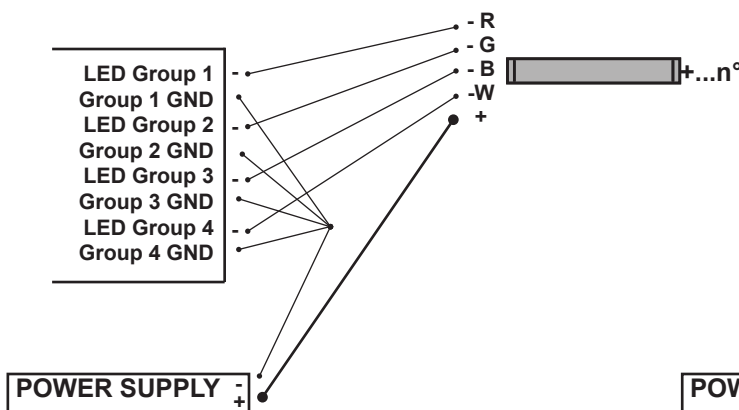 LED Group 1 -
Group 1 GND
LED Group 2 -
Group 2 GND
LED Group 3 -
Group 3 GND
LED Group 4 -
Group 4 GND
- R
- G
- B
-W
+
+...n°
POWER SUPPLY -
+
POW